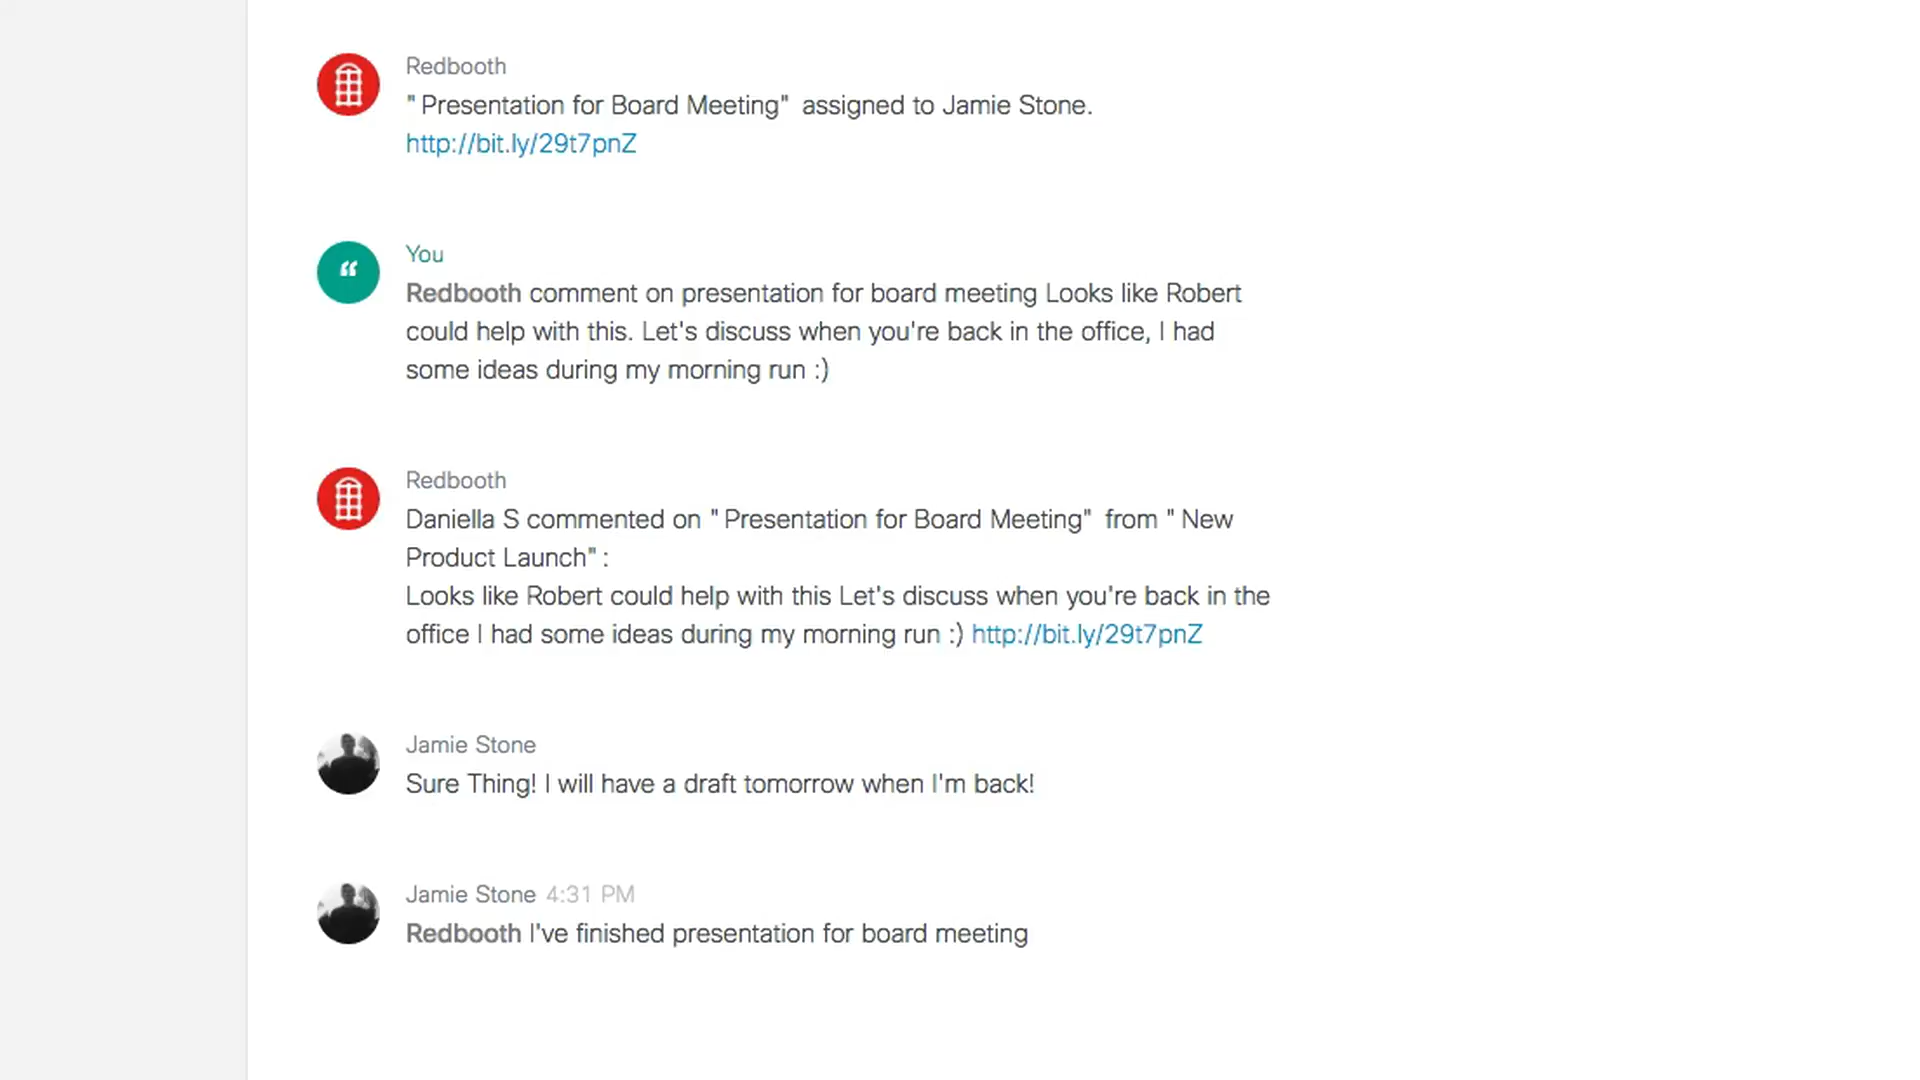 Redbooth
" Presentation for Board Meeting" assigned to Jamie Stone.
http://bit.ly/29t7pnZ
“
You
Redbooth comment on presentation for board meeting Looks like Robert
could help with this. Let's discuss when you're back in the office, I had
some ideas during my morning run :)
Redbooth
Daniella S commented on " Presentation for Board Meeting" from " New
Product Launch" :
Looks like Robert could help with this Let's discuss when you're back in the
office I had some ideas during my morning run :) http://bit.ly/29t7pnZ
Jamie Stone
Sure Thing! I will have a draft tomorrow when I'm back!
Jamie Stone 4:31 PM
Redbooth I've finished presentation for board meeting